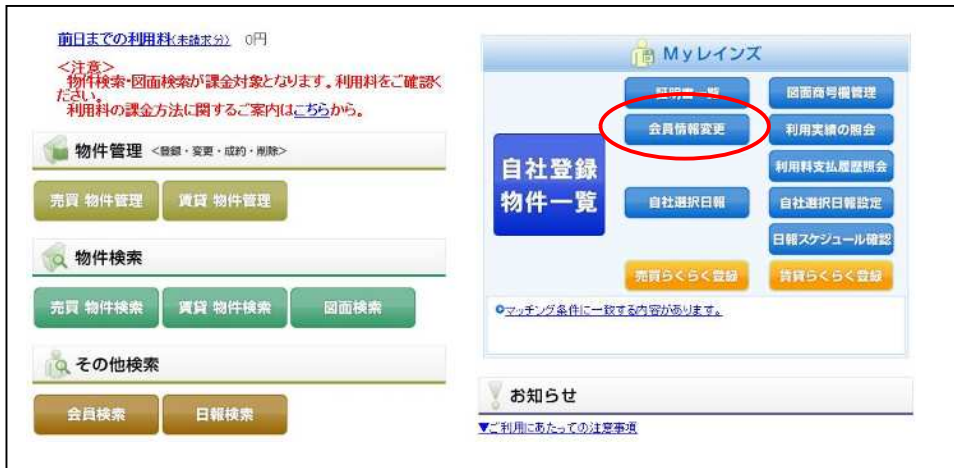 前日までの利用料(未請求分) 0円
<注意>
物件検索・図面検索が課金対象となります。利用料をご確認ください。
利用料の課金方法に関するご案内はこちらから。
物件管理 <登録・変更・成約・削除>
売買 物件管理
賃貸 物件管理
物件検索
売買 物件検索
賃貸 物件検索
図面検索
その他検索
会員検索
日報検索
Myレインズ
自社登録
物件一覧
証明書一覧
図面商号欄管理
会員情報変更
利用実績の照会
利用料支払履歴照会
自社選択日報
自社選択日報設定
日報スケジュール確認
売買らくらく登録
賃貸らくらく登録
マッチング条件に一致する内容があります。
お知らせ
▼ご利用にあたっての注意事項